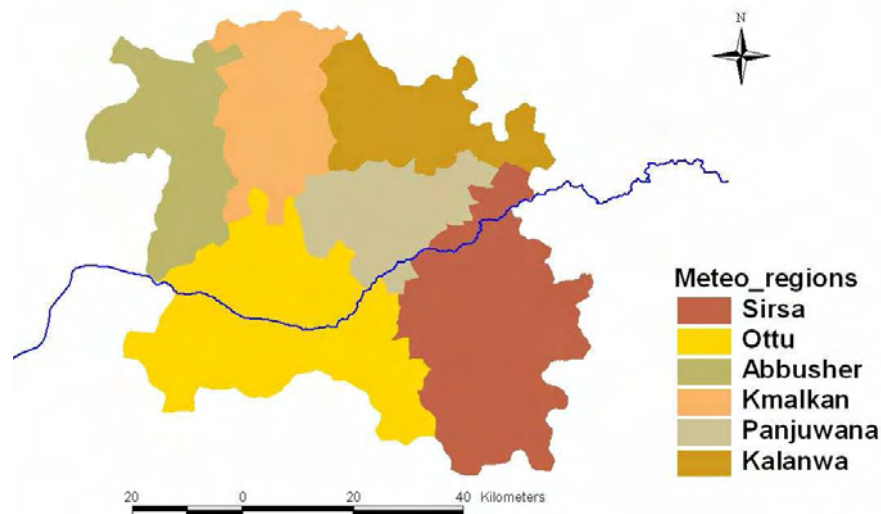 N
Meteo_regions
Sirsa
Ottu
Abbusher
Kmalkan
Panjuwana
Kalanwa
20 0 20 40 Kilometers